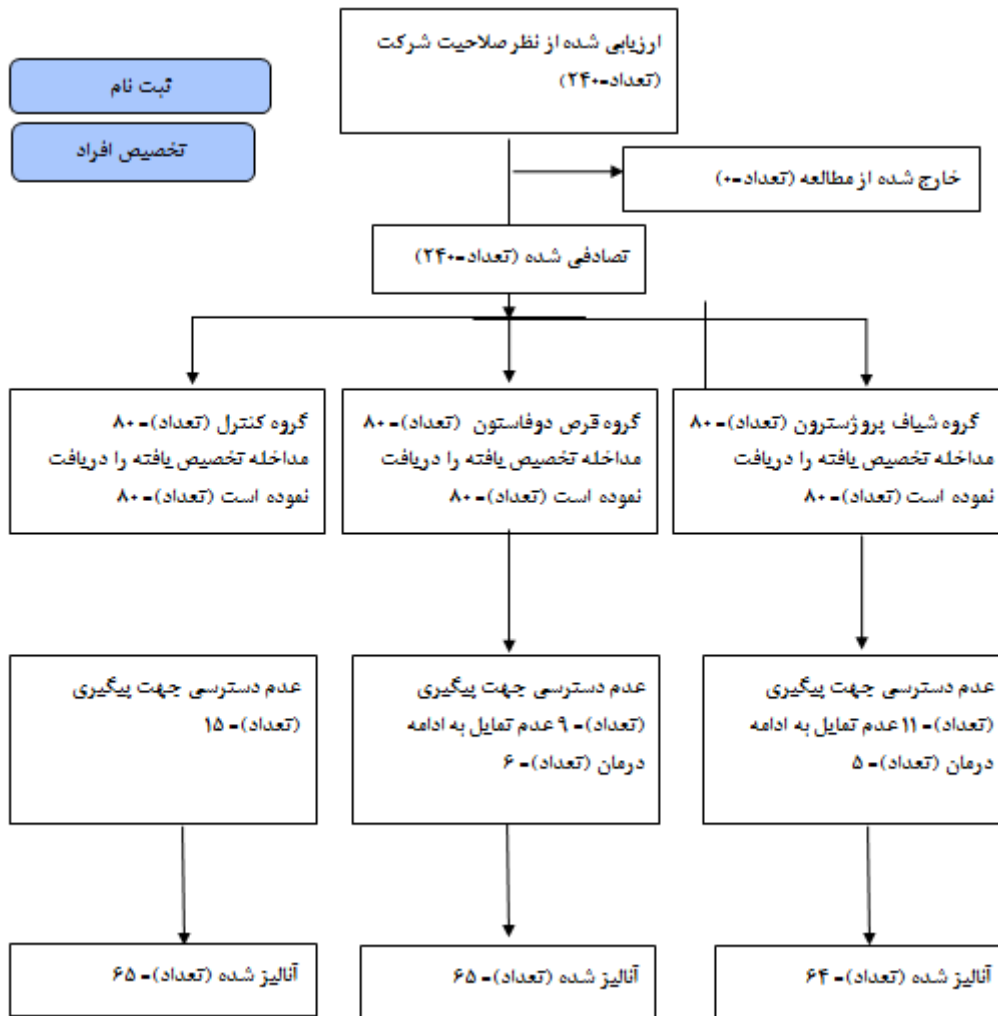 ارزیابی شده از نظر صلاحیت شرکت
(تعداد=۲۴۰)
ثبت نام
تخصیص افراد
خارج شده از مطالعه (تعداد=۰)
تصادفی شده (تعداد=۲۴۰)
گروه شیاف پروژسترون (تعداد)=۸۰
مداخله تخصیص یافته را دریافت
نموده است (تعداد)=۸۰
گروه قرص دوفاستون (تعداد)=۸۰
مداخله تخصیص یافته را دریافت
نموده است (تعداد)=۸۰
گروه کنترل (تعداد)=۸۰
مداخله تخصیص یافته را دریافت
نموده است (تعداد)=۸۰
عدم دسترسی جهت پیگیری
(تعداد)=۱۱ عدم تمایل به ادامه
درمان (تعداد)=۵
عدم دسترسی جهت پیگیری
(تعداد)=۹ عدم تمایل به ادامه
درمان (تعداد)=۶
عدم دسترسی جهت پیگیری
(تعداد)=۱۵
آنالیز شده (تعداد)=۶۴
آنالیز شده (تعداد)=۶۵
آنالیز شده (تعداد)=۶۵